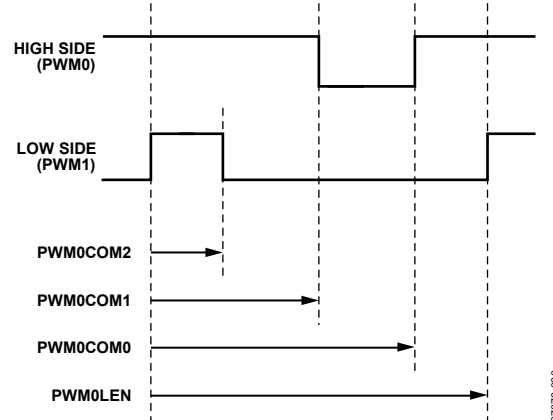 HIGH SIDE
(PWM0)
LOW SIDE
(PWM1)
PWM0COM2
PWM0COM1
PWM0COM0
PWM0LEN